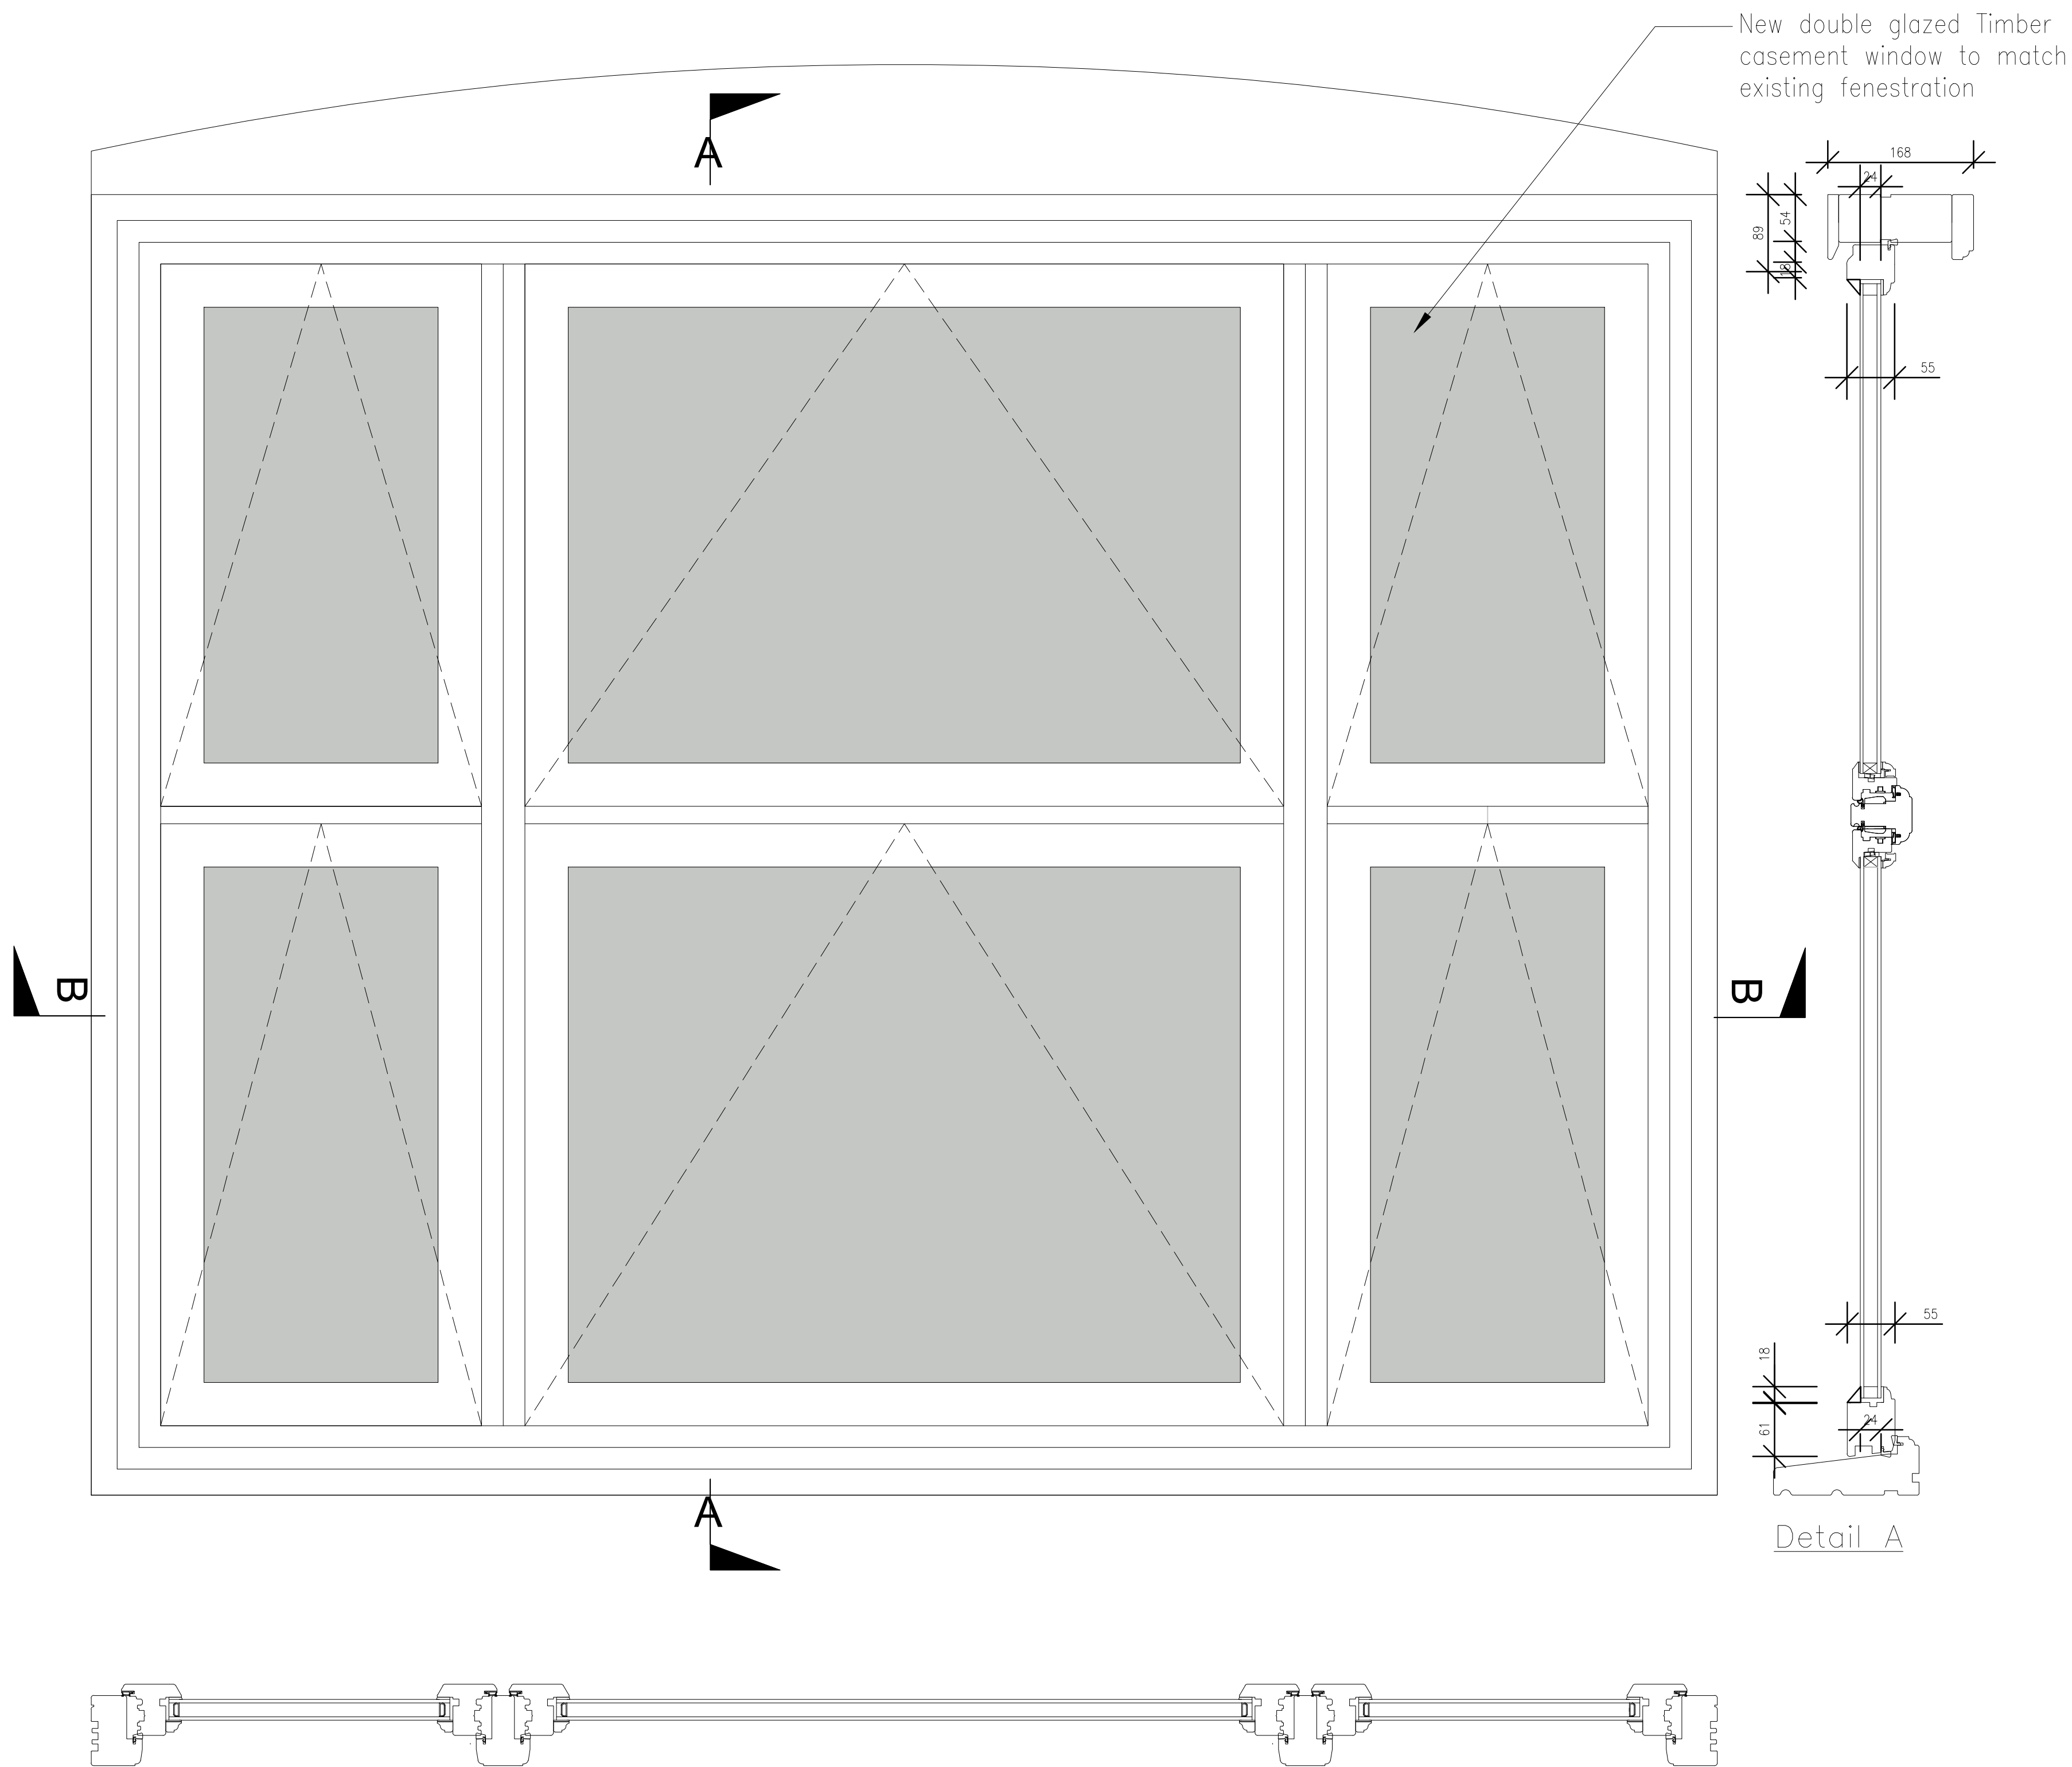 New double glazed Timber
casement window to match
existing fenestration
A
168
24
54
89
18
55
B
B
55
18
61
24
A
Detail A